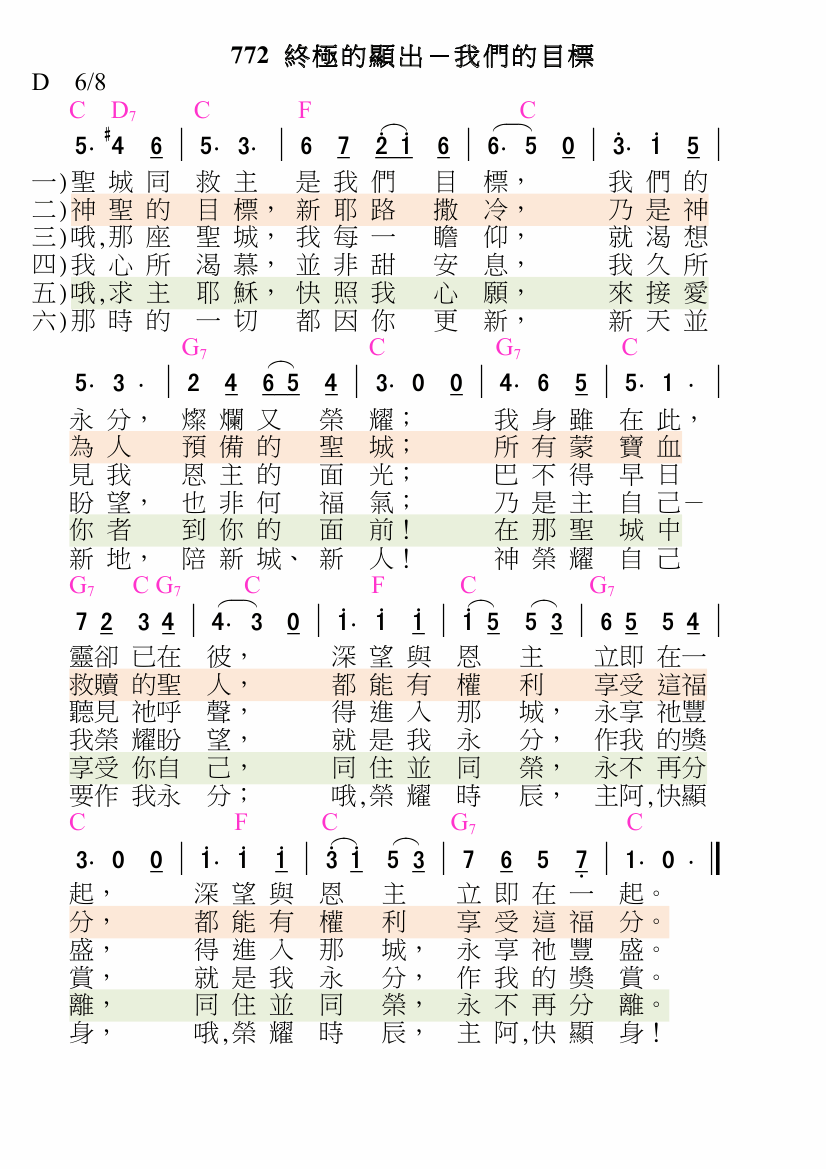 772 終極的顯出－我們的目標
D 6/8
C D7 C F C
5· #4 6 | 5· 3· | 6 7 2̇ 1̇ 6 | 6· 5 0 | 3̇· 1̇ 5 |
一)聖城同 救主 是我們 目標， 我們的
二)神聖的 目標，新耶路 撒冷， 乃是神
三)哦,那座 聖城，我每一 瞻仰， 就渴想
四)我心所 渴慕，並非甜 安息， 我久所
五)哦,求主 耶穌，快照我 心願， 來接愛
六)那時的 一切 都因你 更新， 新天並
G7 C G7 C
5· 3 · | 2 4 6 5 4 | 3· 0 0 | 4· 6 5 | 5· 1 · |
永分， 燦爛又 榮耀； 我身雖 在此，
為人 預備的 聖城； 所有蒙 寶血
見我 恩主的 面光； 巴不得 早日
盼望， 也非何 福氣； 乃是主 自己－
你者 到你的 面前！ 在那聖 城中
新地， 陪新城、新人！ 神榮耀 自己
G7 C G7 C F C G7
7 2 3 4 | 4· 3 0 | 1̇· 1̇ 1̇ | 1̇ 5 5 3 | 6 5 5 4 |
靈卻 已在 彼， 深望與 恩主 立即 在一
救贖 的聖 人， 都能有 權利 享受 這福
聽見 祂呼 聲， 得進入 那城， 永享 祂豐
我榮 耀盼 望， 就是我 永分， 作我 的獎
享受 你自 己， 同住並 同榮， 永不 再分
要作 我永 分； 哦,榮耀 時辰， 主阿,快顯
C F C G7 C
3· 0 0 | 1̇· 1̇ 1̇ | 3̇ 1̇ 5 3 | 7 6 5 7̣ | 1· 0 · ‖
起， 深望與 恩主 立即在一 起。
分， 都能有 權利 享受這福 分。
盛， 得進入 那城， 永享祂豐 盛。
賞， 就是我 永分， 作我的獎 賞。
離， 同住並 同榮， 永不再分 離。
身， 哦,榮耀 時辰， 主阿,快顯 身！